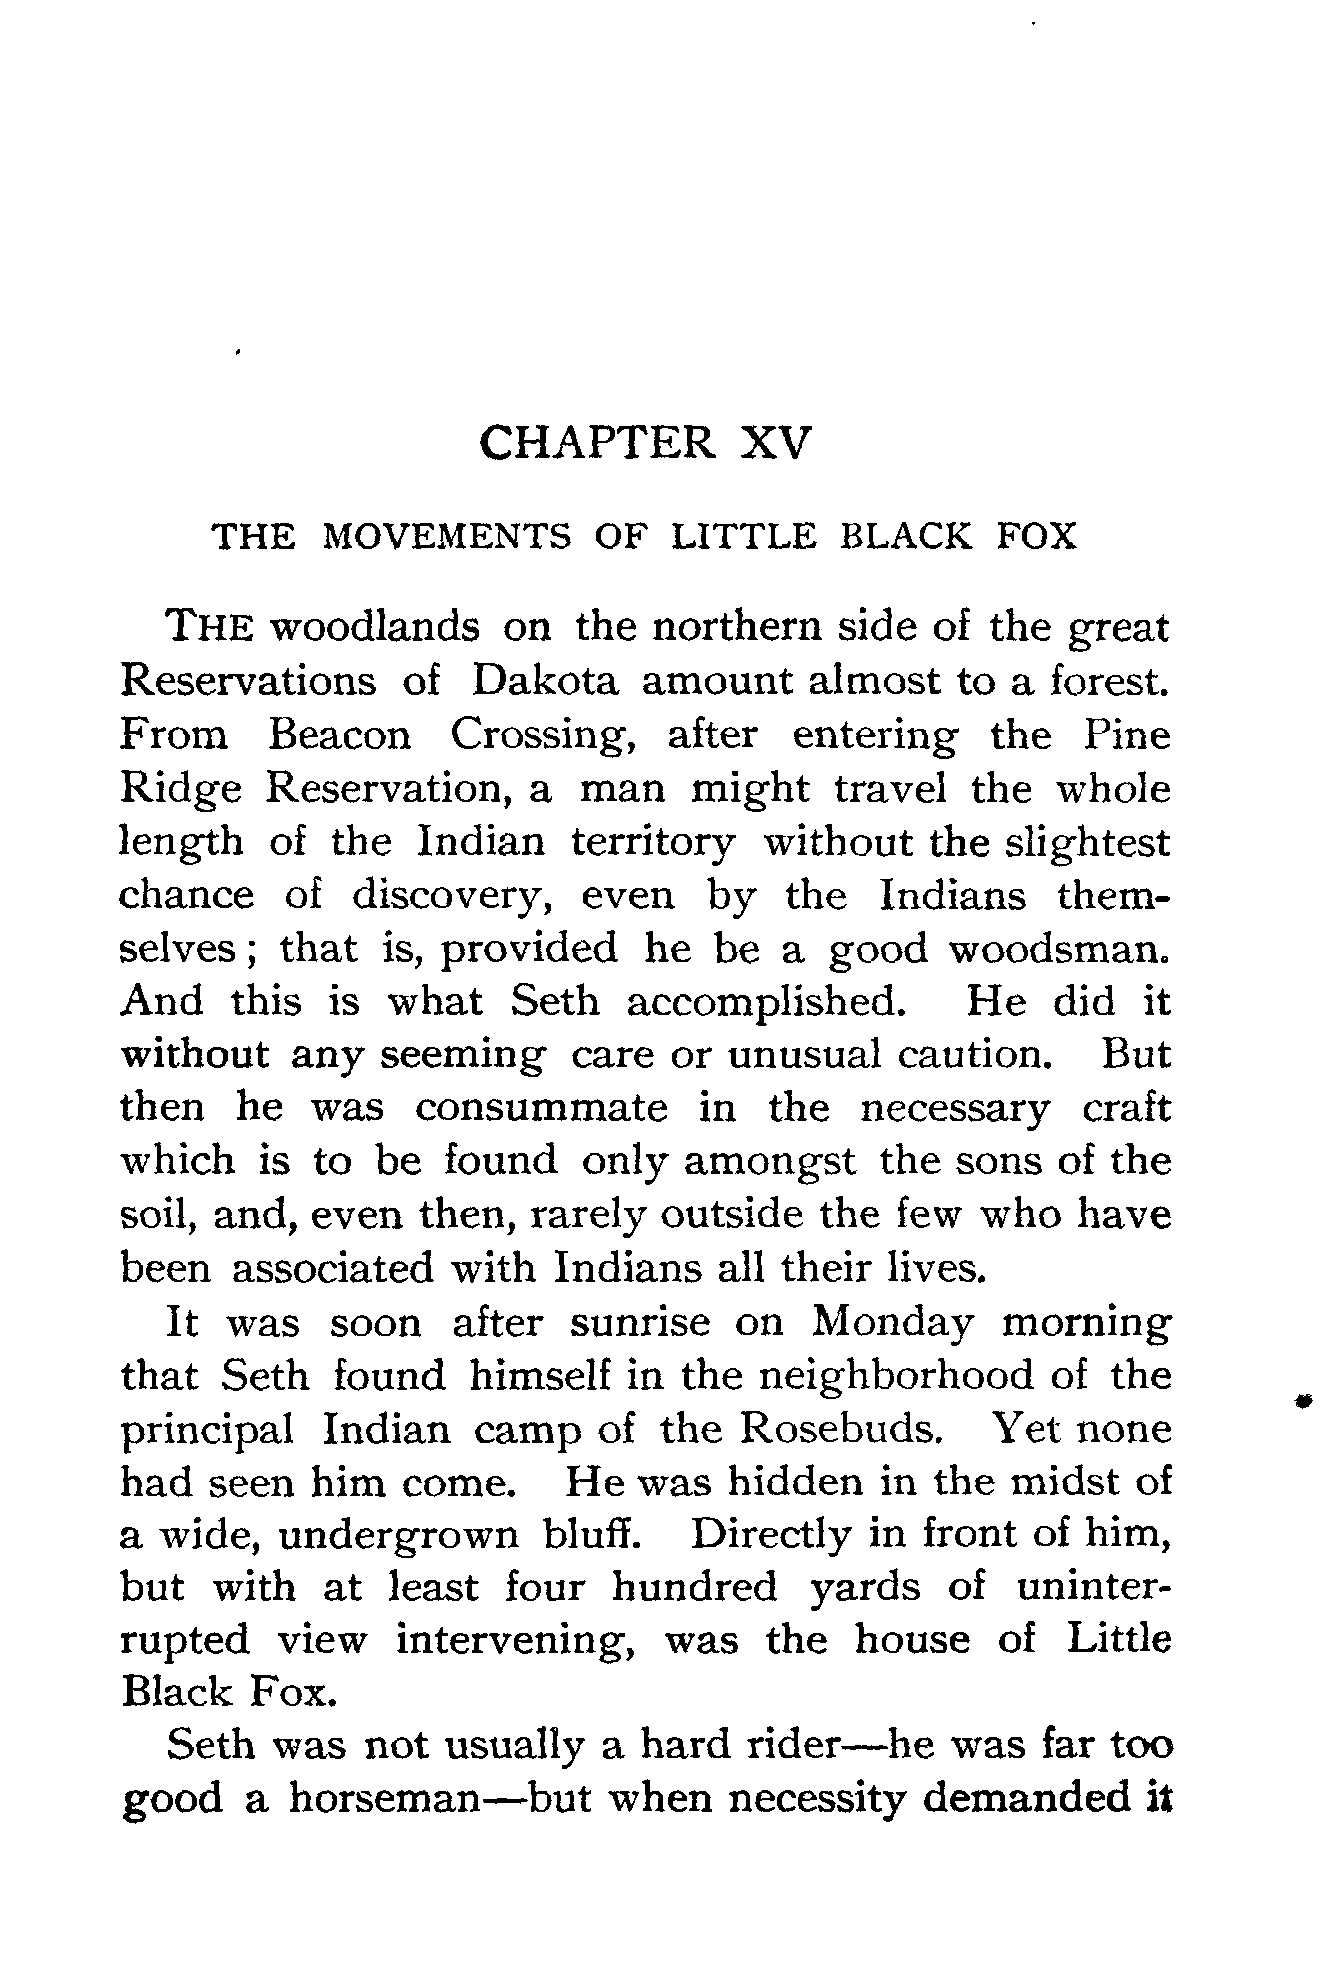 CHAPTER XV
THE MOVEMENTS OF LITTLE BLACK FOX
THE woodlands on the northern side of the great
Reservations of Dakota amount almost to a forest.
From Beacon Crossing, after entering the Pine
Ridge Reservation, a man might travel the whole
length of the Indian territory without the slightest
chance of discovery, even by the Indians them-
selves ; that is, provided he be a good woodsman.
And this is what Seth accomplished. He did it
without any seeming care or unusual caution. But
then he was consummate in the necessary craft
which is to be found only amongst the sons of the
soil, and, even then, rarely outside the few who have
been associated with Indians all their lives.
It was soon after sunrise on Monday morning
that Seth found himself in the neighborhood of the
principal Indian camp of the Rosebuds. Yet none
had seen him come. He was hidden in the midst of
a wide, undergrown bluff. Directly in front of him,
but with at least four hundred yards of uninter-
rupted view intervening, was the house of Little
Black Fox.
Seth was not usually a hard rider—he was far too
good a horseman—but when necessity demanded it